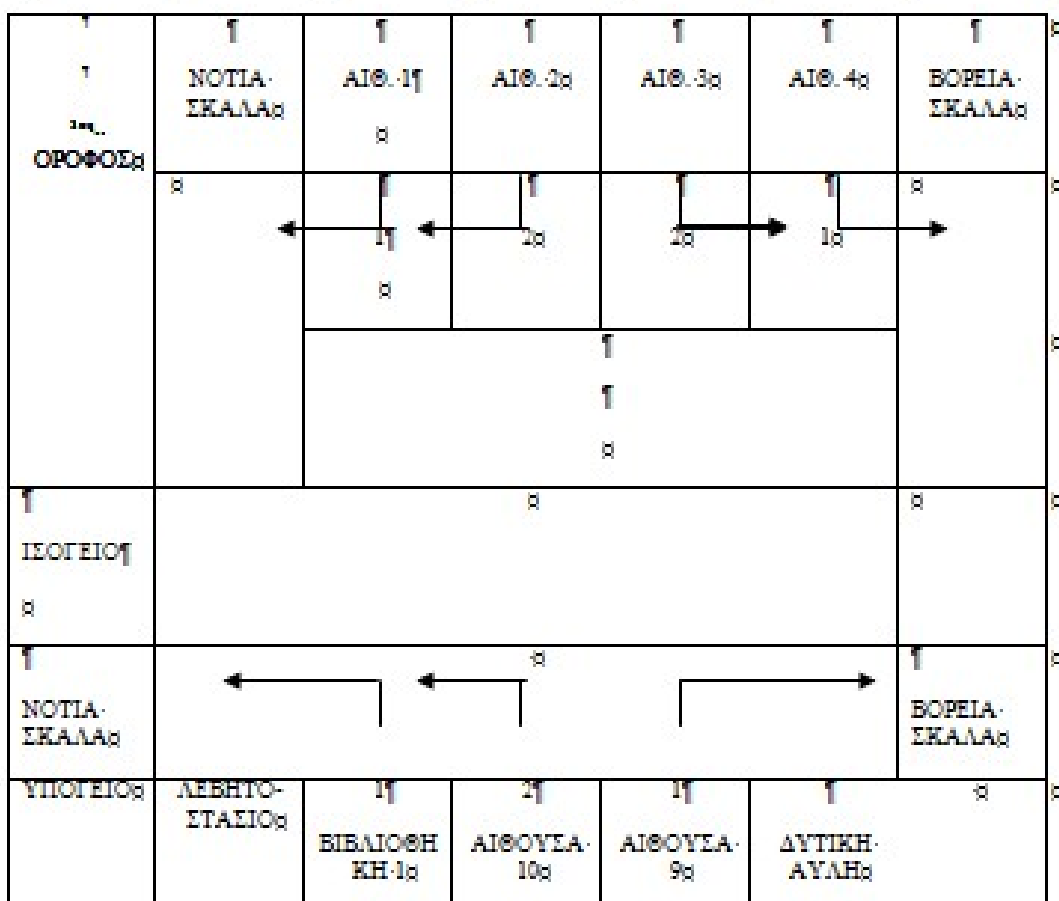 ΟΡΟΦΟΣ
ΝΟΤΙΑ
ΣΚΑΛΑ
ΑΙΘ. 1
ΑΙΘ. 2
ΑΙΘ. 3
ΑΙΘ. 4
ΒΟΡΕΙΑ
ΣΚΑΛΑ
1
2
2
1
ΙΣΟΓΕΙΟ
ΝΟΤΙΑ
ΣΚΑΛΑ
ΒΟΡΕΙΑ
ΣΚΑΛΑ
ΥΠΟΓΕΙΟ
ΛΕΒΗΤΟ-
ΣΤΑΣΙΟ
1
ΒΙΒΛΙΟΘΗ
ΚΗ 1
2
ΑΙΘΟΥΣΑ
10
1
ΑΙΘΟΥΣΑ
9
ΔΥΤΙΚΗ
ΑΥΛΗ